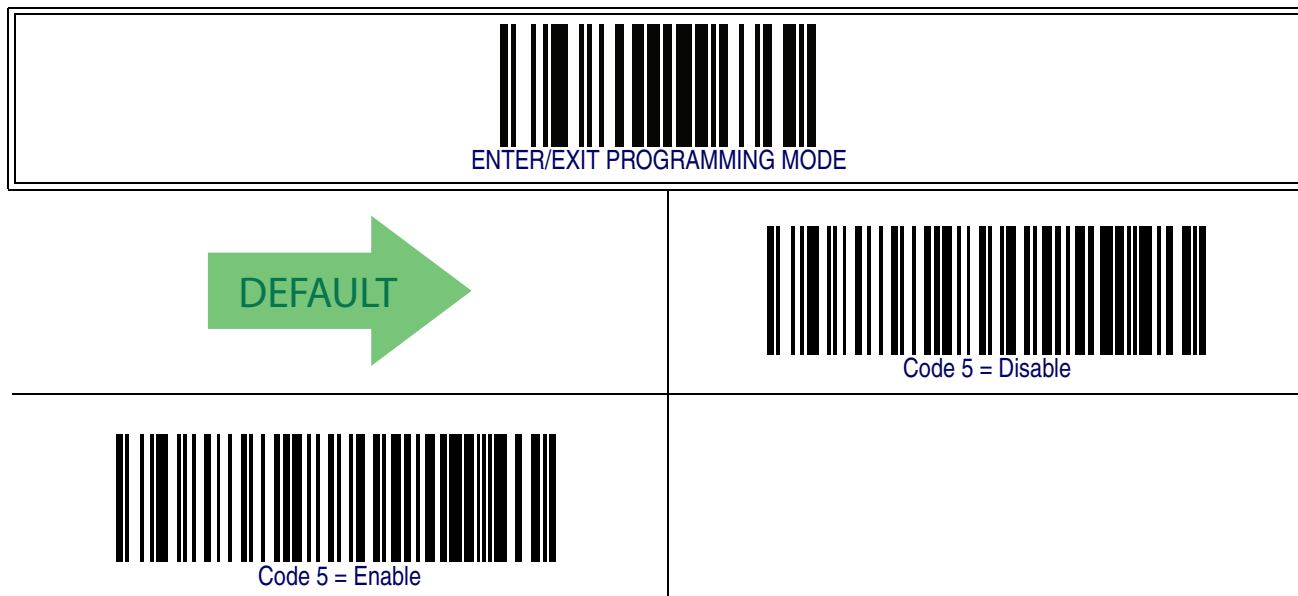 ENTER/EXIT PROGRAMMING MODE
DEFAULT
Code 5 = Disable
Code 5 = Enable